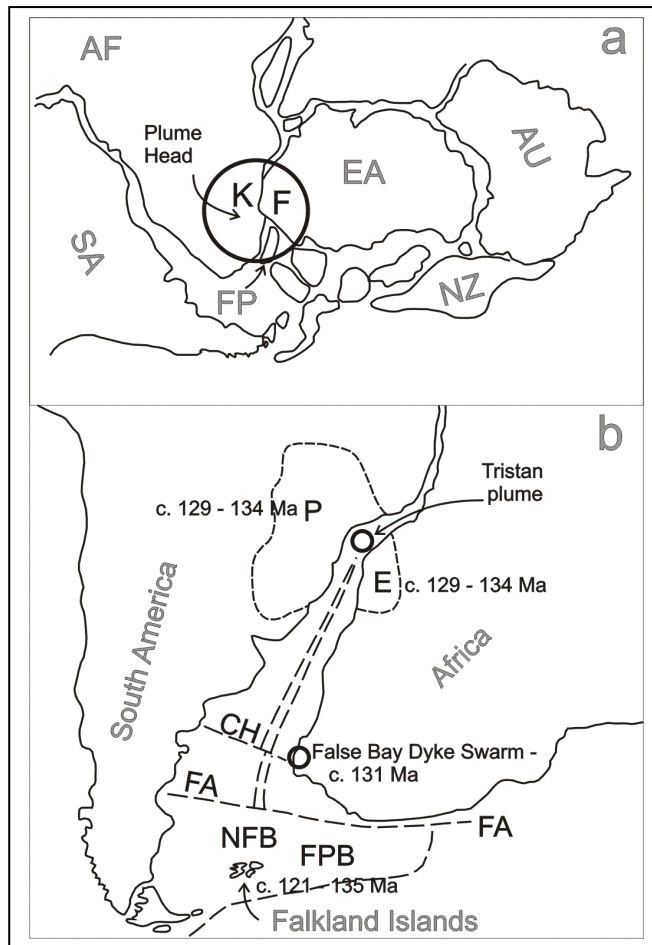 a
AF
Plume
Head
K
F
EA
AU
SA
FP
NZ
b
Tristan
plume
c. 129 - 134 Ma
P
E
c. 129 - 134 Ma
South America
Africa
CH
False Bay Dyke Swarm -
c. 131 Ma
FA
FA
NFB
FPB
c. 121 - 135 Ma
Falkland Islands